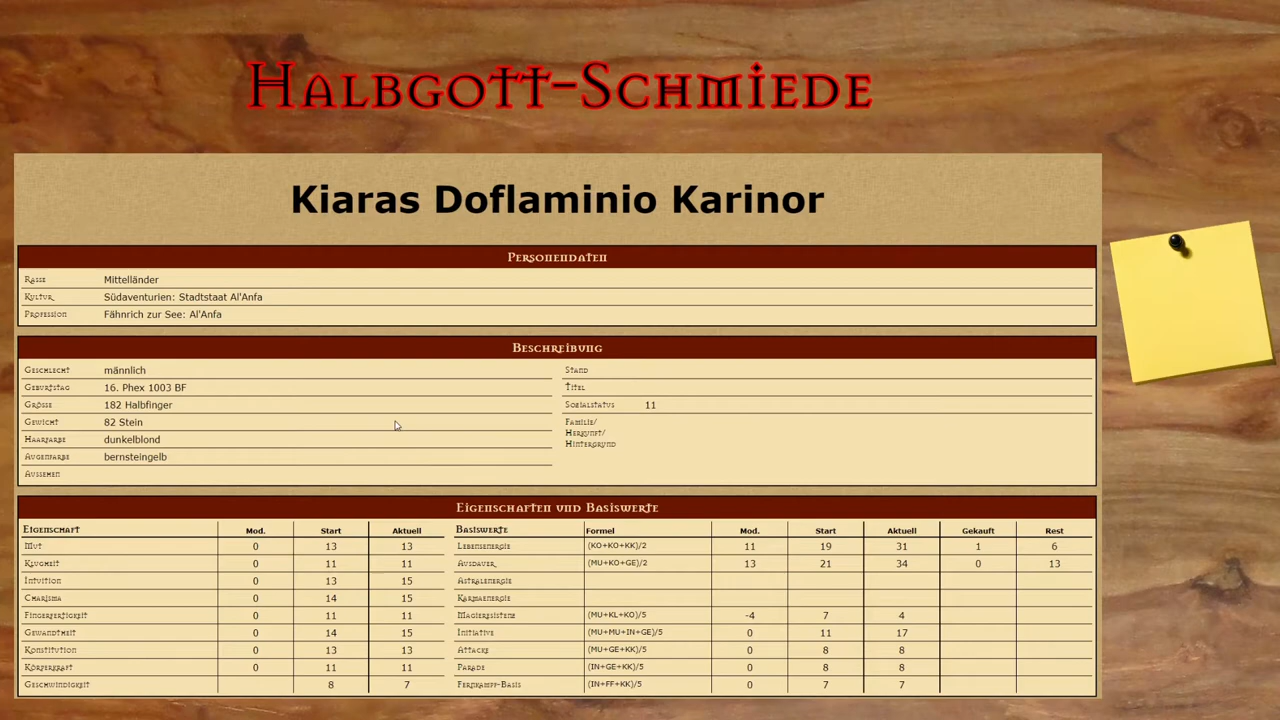 Halbgott-Schmiede
Kiaras Doflaminio Karinor
Personendaten
Rasse Mittelländer
Kultur Südaventurien: Stadtstaat Al'Anfa
Profession Fähnrich zur See: Al'Anfa
Beschreibung
Geschlecht männlich Stand
Geburtstag 16. Phex 1003 BF Titel
Grösse 182 Halbfinger Sozialstatus 11
Gewicht 82 Stein Familie/
Herkunft/
Haarfarbe dunkelblond Hintergrund
Augenfarbe bernsteingelb
Aussehen
Eigenschaften und Basiswerte
Eigenschaft Mod. Start Aktuell Basiswerte Formel Mod. Start Aktuell Gekauft Rest
Mut 0 13 13 Lebensenergie (KO+KO+KK)/2 11 19 31 1 6
Klugheit 0 11 11 Ausdauer (MU+KO+GE)/2 13 21 34 0 13
Intuition 0 13 15 Astralenergie
Charisma 0 14 15 Karmaenergie
Fingerfertigkeit 0 11 11 Magieresistenz (MU+KL+KO)/5 -4 7 4
Gewandtheit 0 14 15 Initiative (MU+MU+IN+GE)/5 0 11 17
Konstitution 0 13 13 Attacke (MU+GE+KK)/5 0 8 8
Körperkraft 0 11 11 Parade (IN+GE+KK)/5 0 8 8
Geschwindigkeit 8 7 Fernkampf-Basis (IN+FF+KK)/5 0 7 7